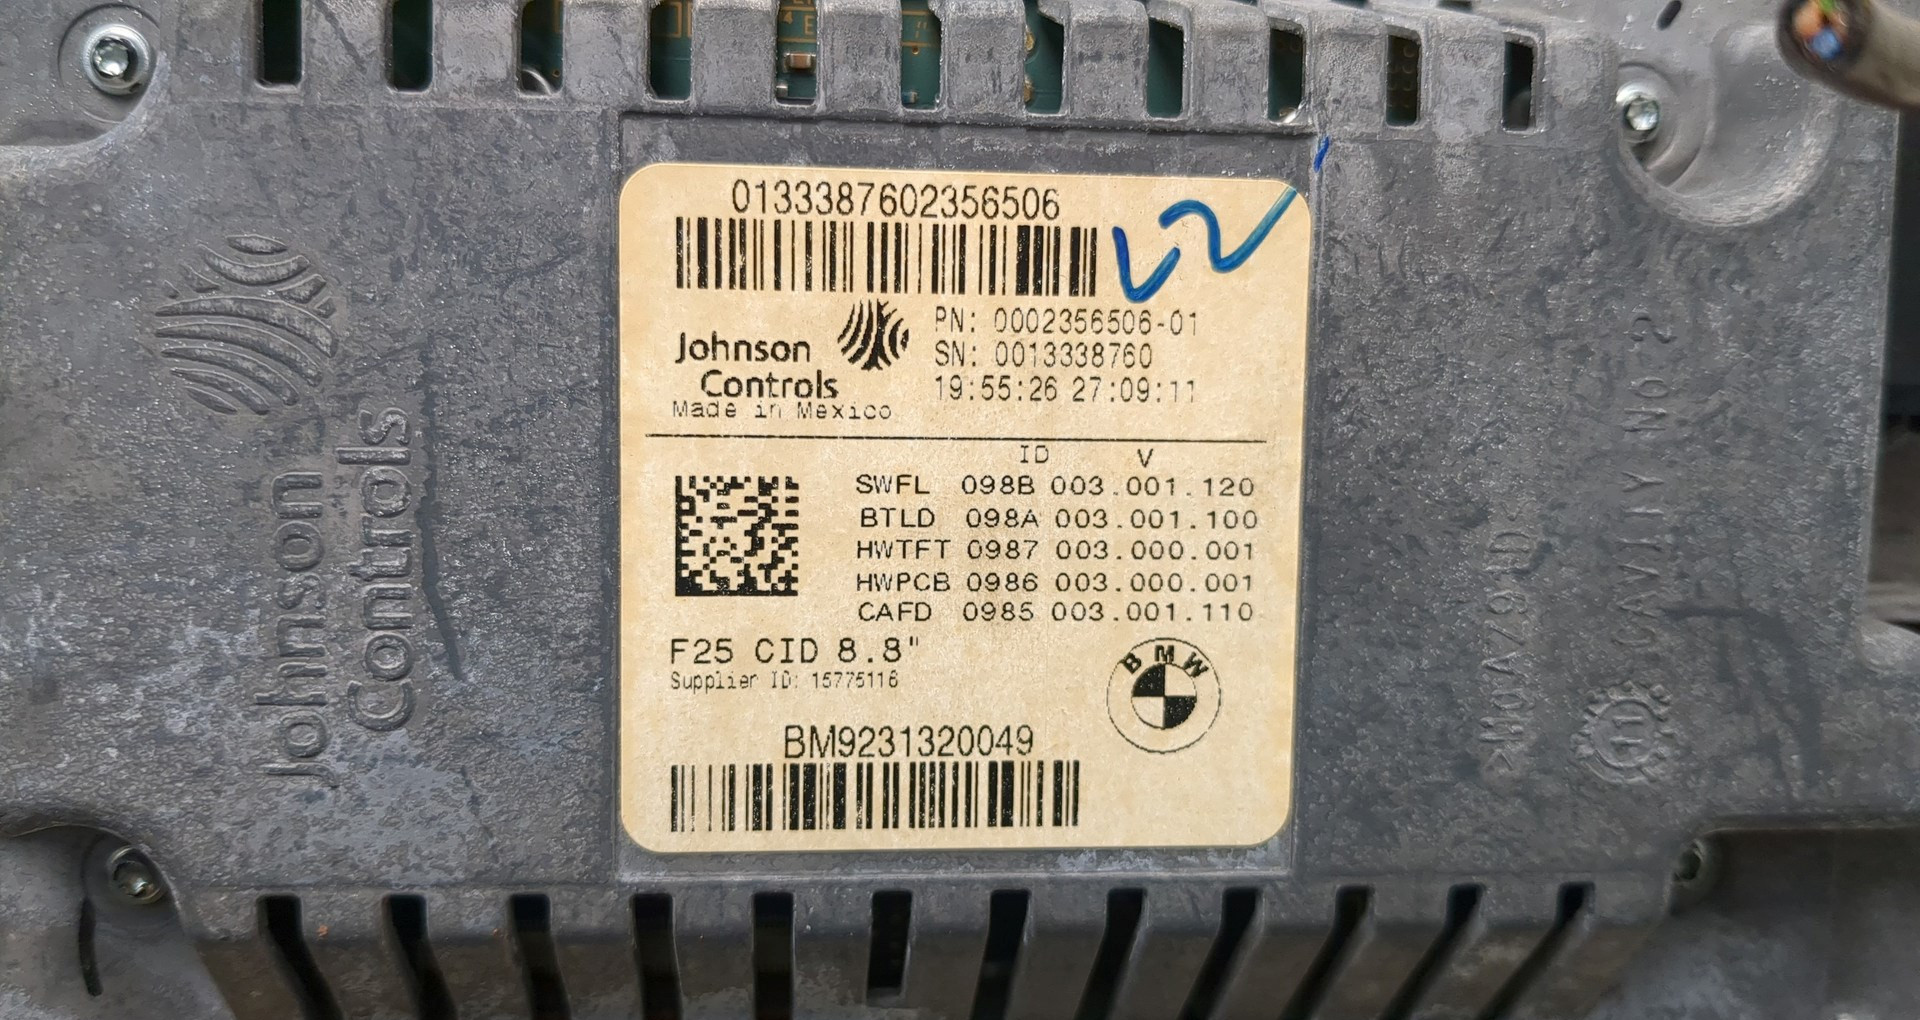 0133387602356506
Johnson
Controls
Made in Mexico
PN: 0002356506-01
SN: 0013338760
19:55:26 27:09:11
ID V
SWFL 098B 003.001.120
BTLD 098A 003.001.100
HWTFT 0987 003.000.001
HWPCB 0986 003.000.001
CAFD 0985 003.001.110
F25 CID 8.8"
Supplier ID: 15775116
BMW
BM9231320049
Johnson
Controls
CAVITY No 2
11